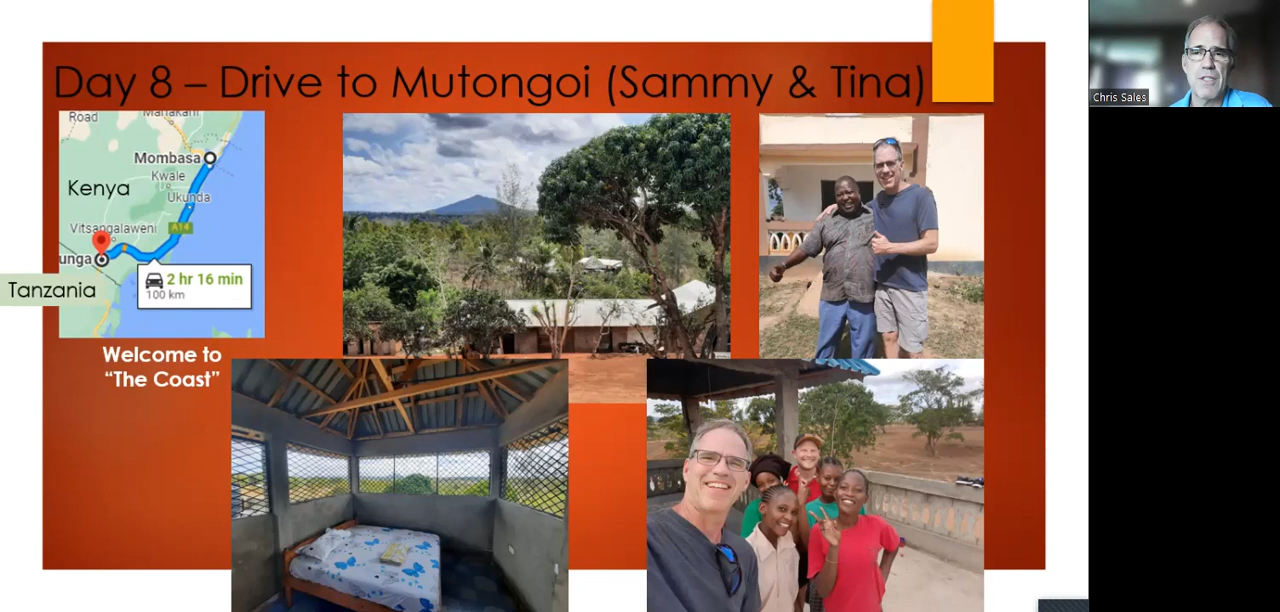 Day 8 – Drive to Mutongoi (Sammy & Tina)
Road
Mombasa
Kwale
Kenya
Ukunda
Vitsangalaweni
A14
unga
2 hr 16 min
100 km
Tanzania
Welcome to
“The Coast”
Chris Sales